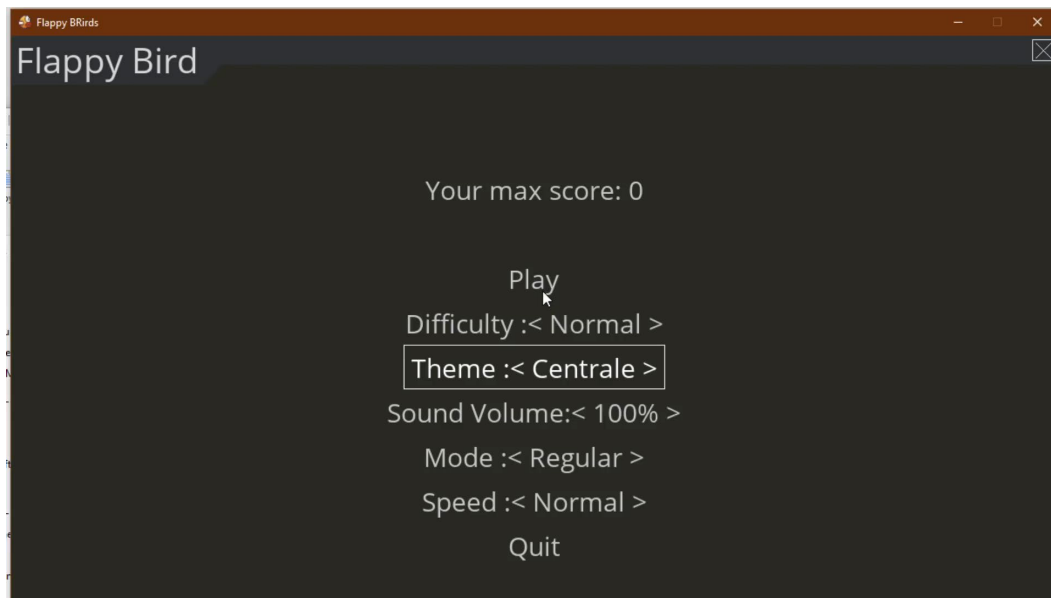 Flappy BRirds
Flappy Bird
Your max score: 0
Play
Difficulty :< Normal >
Theme :< Centrale >
Sound Volume:< 100% >
Mode :< Regular >
Speed :< Normal >
Quit